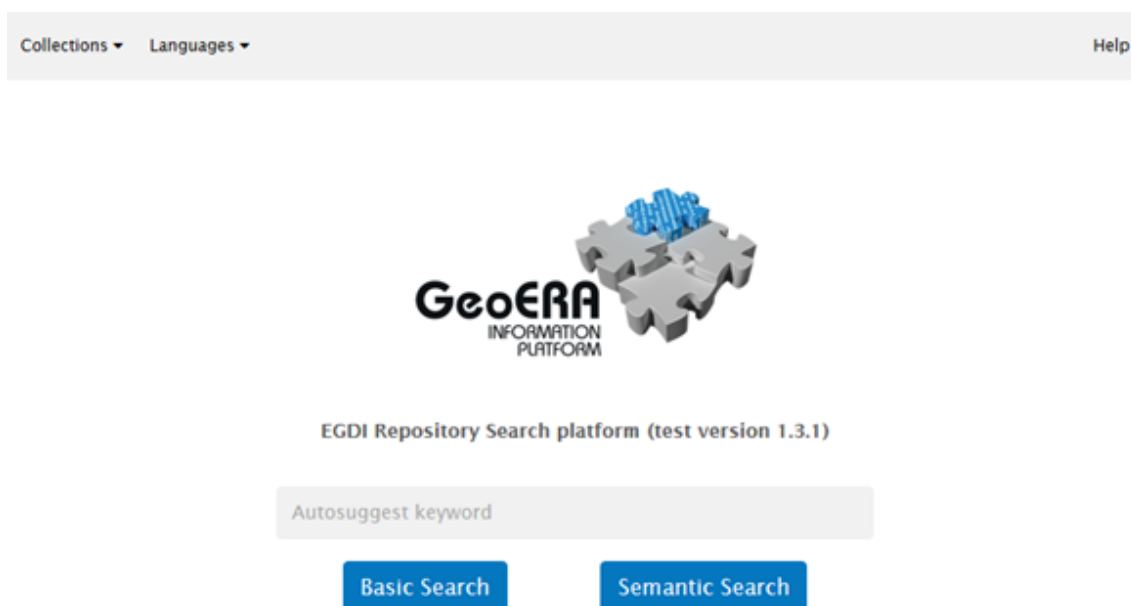 Collections Languages Help
GeoERA
INFORMATION
PLATFORM
EGDI Repository Search platform (test version 1.3.1)
Autosuggest keyword
Basic Search Semantic Search